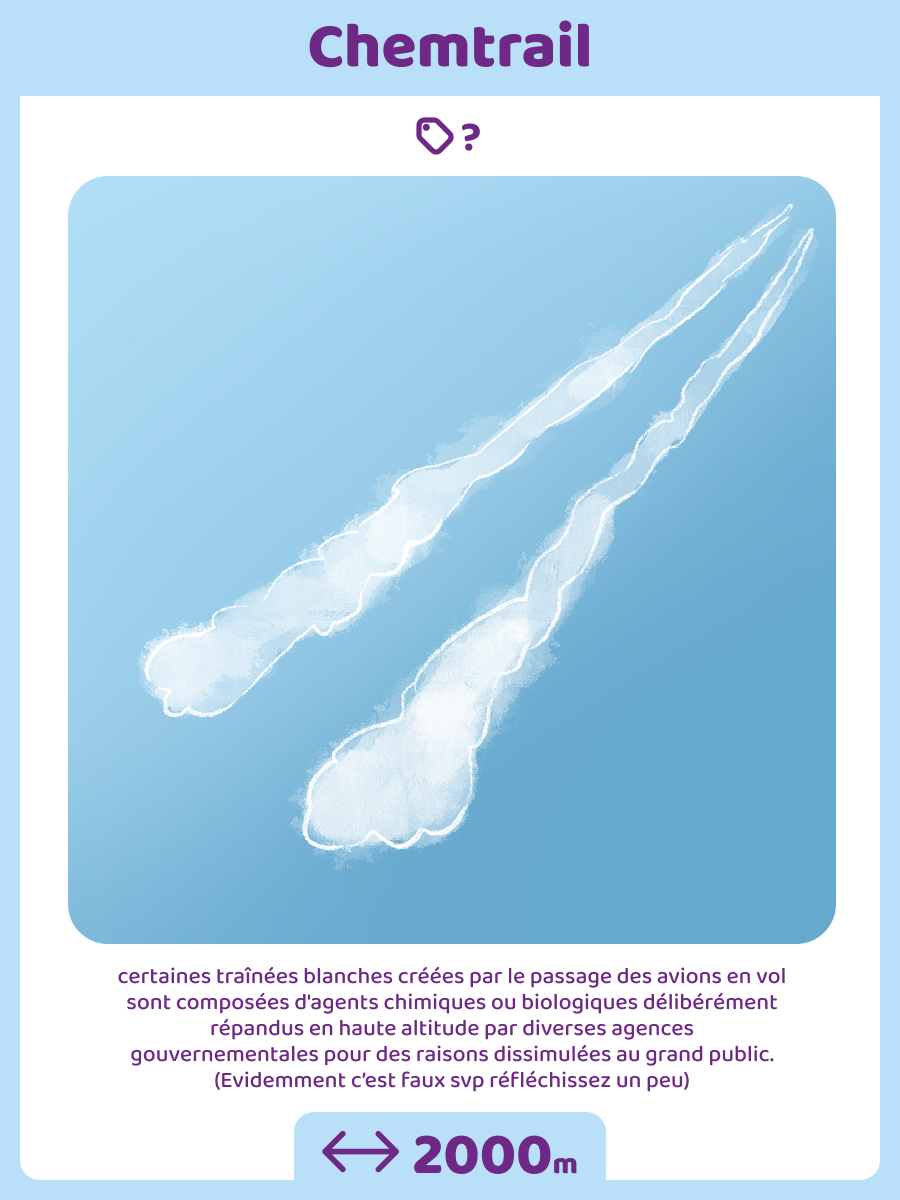 Chemtrail
?
certaines traînées blanches créées par le passage des avions en vol
sont composées d'agents chimiques ou biologiques délibérément
répandus en haute altitude par diverses agences
gouvernementales pour des raisons dissimulées au grand public.
(Evidemment c’est faux svp réfléchissez un peu)
2000m